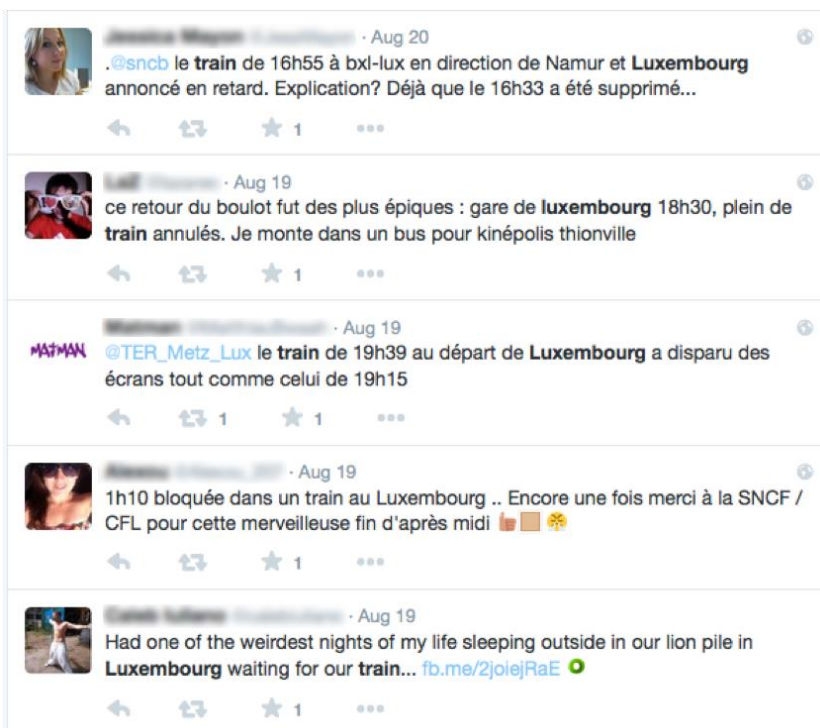 · Aug 20
.@sncb le train de 16h55 à bxl-lux en direction de Namur et Luxembourg
annoncé en retard. Explication? Déjà que le 16h33 a été supprimé...
1
· Aug 19
ce retour du boulot fut des plus épiques : gare de luxembourg 18h30, plein de
train annulés. Je monte dans un bus pour kinépolis thionville
1
· Aug 19
MATMAN
@TER_Metz_Lux le train de 19h39 au départ de Luxembourg a disparu des
écrans tout comme celui de 19h15
1 1
· Aug 19
1h10 bloquée dans un train au Luxembourg .. Encore une fois merci à la SNCF /
CFL pour cette merveilleuse fin d'après midi
1
· Aug 19
Had one of the weirdest nights of my life sleeping outside in our lion pile in
Luxembourg waiting for our train... fb.me/2joiejRaE
1